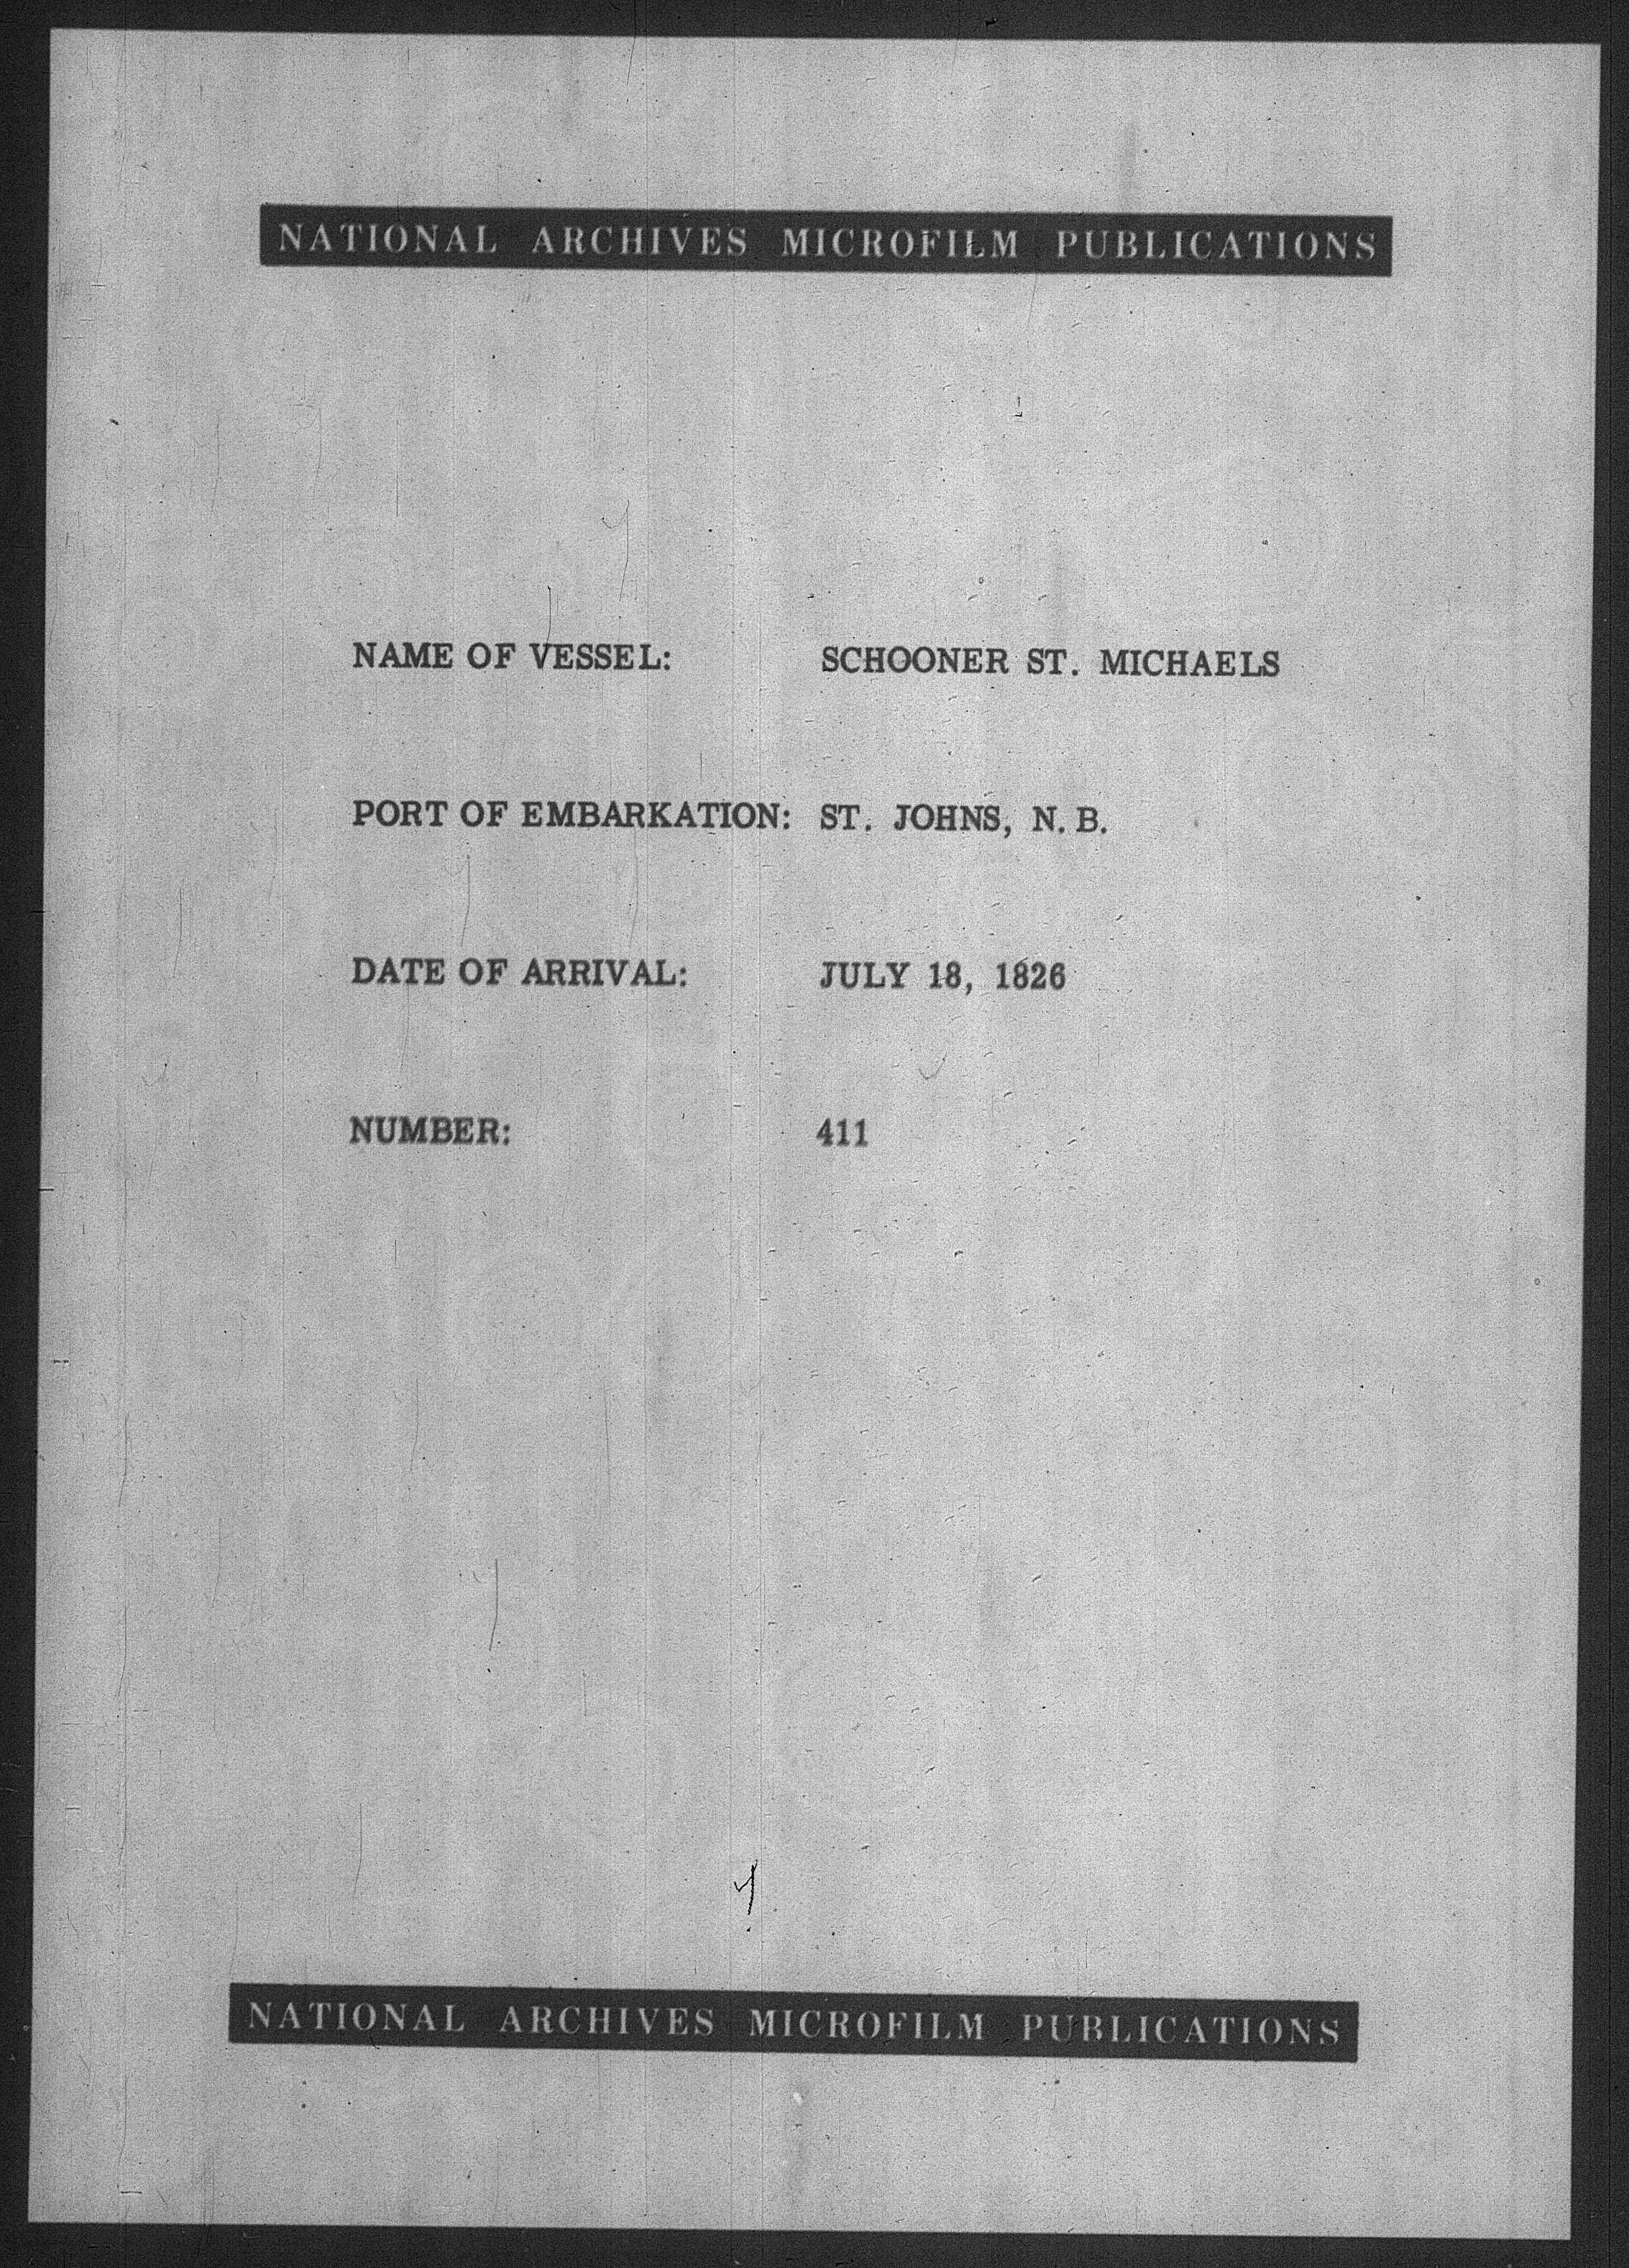 NATIONAL ARCHIVES MICROFILM PUBLICATIONS
NAME OF VESSEL: SCHOONER ST. MICHAELS
PORT OF EMBARKATION: ST. JOHNS, N. B.
DATE OF ARRIVAL: JULY 18, 1826
NUMBER: 411
NATIONAL ARCHIVES MICROFILM PUBLICATIONS